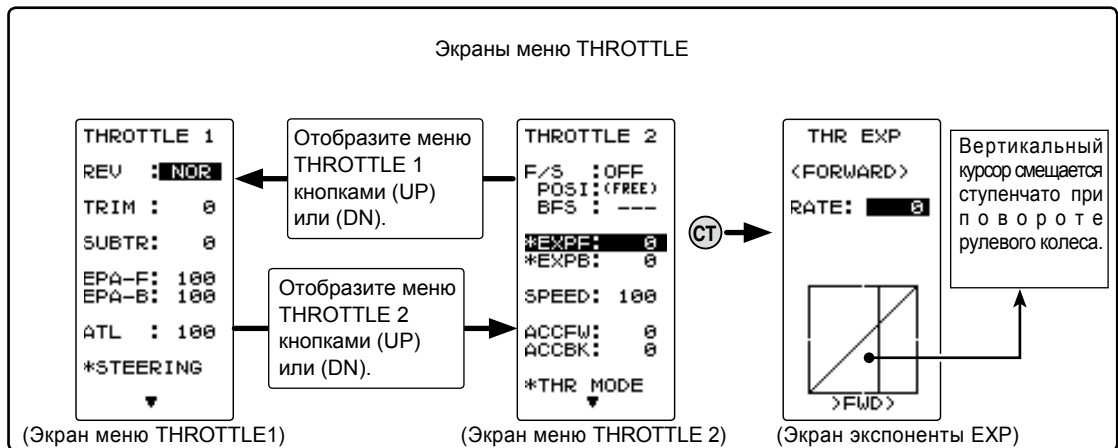 Экраны меню THROTTLE
THROTTLE 1
REV : NOR
TRIM : 0
SUBTR: 0
EPA-F: 100
EPA-B: 100
ATL : 100
*STEERING
▼
(Экран меню THROTTLE1)
Отобразите меню
THROTTLE 1
кнопками (UP)
или (DN).
Отобразите меню
THROTTLE 2
кнопками (UP)
или (DN).
THROTTLE 2
F/S :OFF
POSI:(FREE)
BFS : ---
*EXPF: 0
*EXPB: 0
SPEED: 100
ACCFW: 0
ACCBK: 0
*THR MODE
▼
(Экран меню THROTTLE 2)
CT
THR EXP
<FORWARD>
RATE: 0
>FWD>
(Экран экспоненты EXP)
Вертикальный
курсор смещается
ступенчато при
повороте
рулевого колеса.